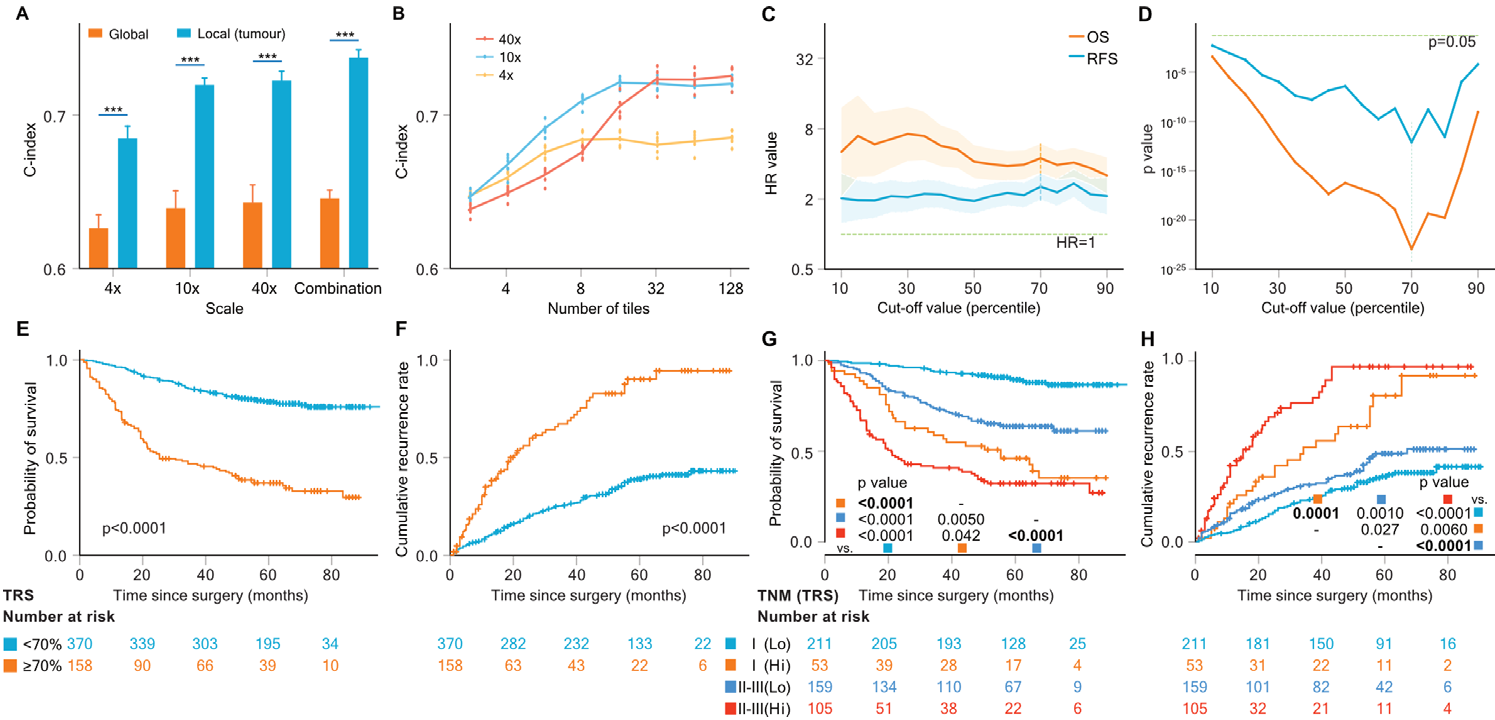 A
Global
Local (tumour)
***
***
***
***
C-index
0.7
0.6
4x
10x
40x
Combination
Scale
B
40x
10x
4x
C-index
0.7
0.6
4
8
32
128
Number of tiles
C
OS
RFS
HR value
32
8
2
0.5
HR=1
10
30
50
70
90
Cut-off value (percentile)
D
p=0.05
p value
10-5
10-10
10-15
10-20
10-25
10
30
50
70
90
Cut-off value (percentile)
E
Probability of survival
1.0
0.5
0.0
p<0.0001
0
20
40
60
80
Time since surgery (months)
F
Cumulative recurrence rate
1.0
0.5
0.0
p<0.0001
0
20
40
60
80
Time since surgery (months)
G
Probability of survival
1.0
0.5
0.0
p value
<0.0001 -
<0.0001 0.0050 -
<0.0001 0.042 <0.0001
vs.
0
20
40
60
80
Time since surgery (months)
H
Cumulative recurrence rate
1.0
0.5
0.0
p value
vs.
0.0001 0.0010 <0.0001
- 0.027 0.0060
- <0.0001
0
20
40
60
80
Time since surgery (months)
TRS
Number at risk
<70% 370 339 303 195 34
≥70% 158 90 66 39 10
370 282 232 133 22
158 63 43 22 6
TNM (TRS)
Number at risk
I (Lo) 211 205 193 128 25
I (Hi) 53 39 28 17 4
II-III(Lo) 159 134 110 67 9
II-III(Hi) 105 51 38 22 6
211 181 150 91 16
53 31 22 11 2
159 101 82 42 6
105 32 21 11 4